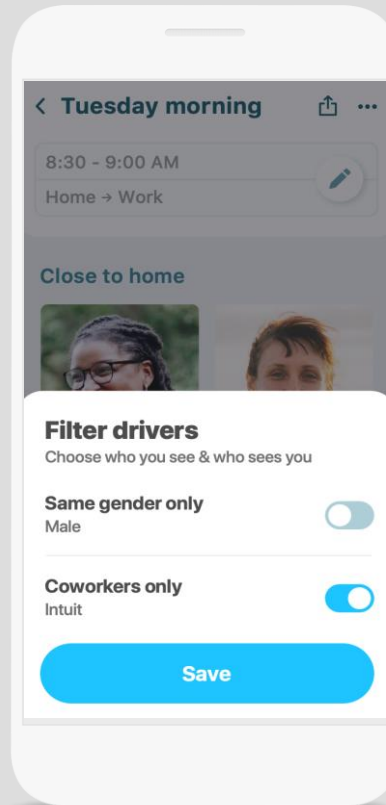 Tuesday morning
8:30 - 9:00 AM
Home → Work
Close to home
Filter drivers
Choose who you see & who sees you
Same gender only
Male
Coworkers only
Intuit
Save